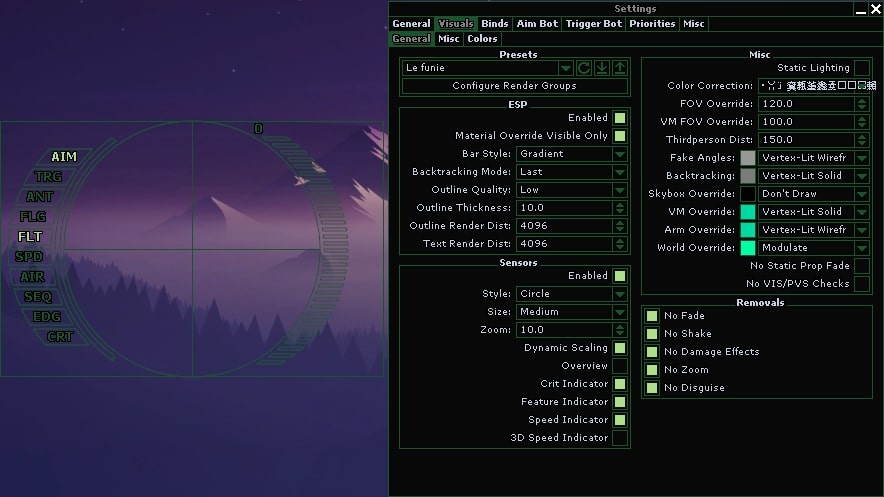 Settings
General Visuals Binds Aim Bot Trigger Bot Priorities Misc
General Misc Colors
0
AIM
TRG
ANT
FLG
FLT
SPD
AIR
SEQ
EDG
CRT
Presets
Le funie
Configure Render Groups
ESP
Enabled
Material Override Visible Only
Bar Style: Gradient
Backtracking Mode: Last
Outline Quality: Low
Outline Thickness: 10.0
Outline Render Dist: 4096
Text Render Dist: 4096
Sensors
Enabled
Style: Circle
Size: Medium
Zoom: 10.0
Dynamic Scaling
Overview
Crit Indicator
Feature Indicator
Speed Indicator
3D Speed Indicator
Misc
Static Lighting
Color Correction:
FOV Override: 120.0
VM FOV Override: 100.0
Thirdperson Dist: 150.0
Fake Angles: Vertex-Lit Wirefr
Backtracking: Vertex-Lit Solid
Skybox Override: Don't Draw
VM Override: Vertex-Lit Solid
Arm Override: Vertex-Lit Wirefr
World Override: Modulate
No Static Prop Fade
No VIS/PVS Checks
Removals
No Fade
No Shake
No Damage Effects
No Zoom
No Disguise